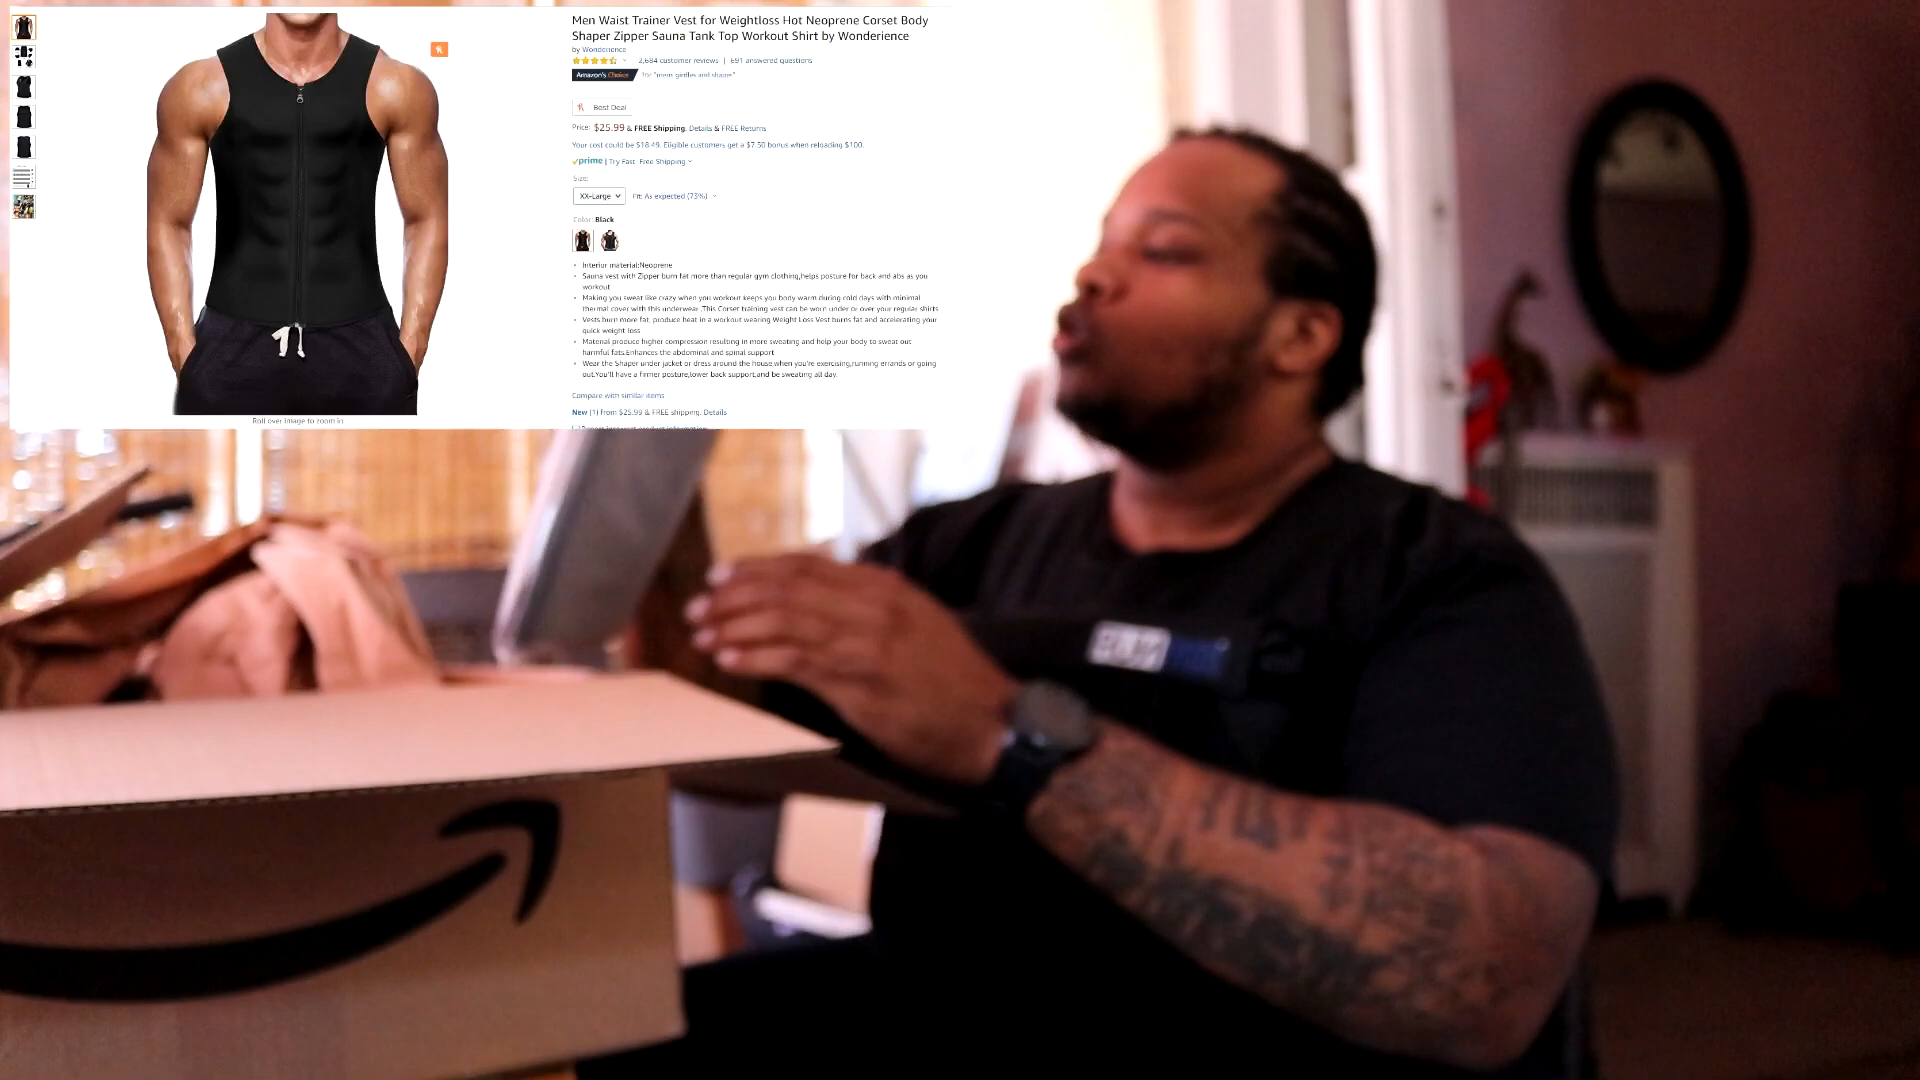 Men Waist Trainer Vest for Weightloss Hot Neoprene Corset Body
Shaper Zipper Sauna Tank Top Workout Shirt by Wonderience
by Wonderience
2,684 customer reviews | 691 answered questions
Amazon's Choice for "mens girdles and shaper"
Best Deal
Price: $25.99 & FREE Shipping. Details & FREE Returns
Your cost could be $18.49. Eligible customers get a $7.50 bonus when reloading $100.
prime | Try Fast, Free Shipping
Size:
XX-Large Fit: As expected (73%)
Color: Black
Interior material:Neoprene
Sauna vest with Zipper burn fat more than regular gym clothing,helps posture for back and abs as you
workout
Making you sweat like crazy when you workout keeps you body warm during cold days with minimal
thermal cover with this underwear ,This Corset training vest can be worn under or over your regular shirts
Vests burn more fat, produce heat in a workout wearing Weight Loss Vest burns fat and accelerating your
quick weight loss
Material produce higher compression resulting in more sweating and help your body to sweat out
harmful fats.Enhances the abdominal and spinal support
Wear the Shaper under jacket or dress around the house,when you're exercising,running errands or going
out.You'll have a firmer posture,lower back support,and be sweating all day.
Compare with similar items
New (1) from $25.99 & FREE shipping. Details
Roll over image to zoom in